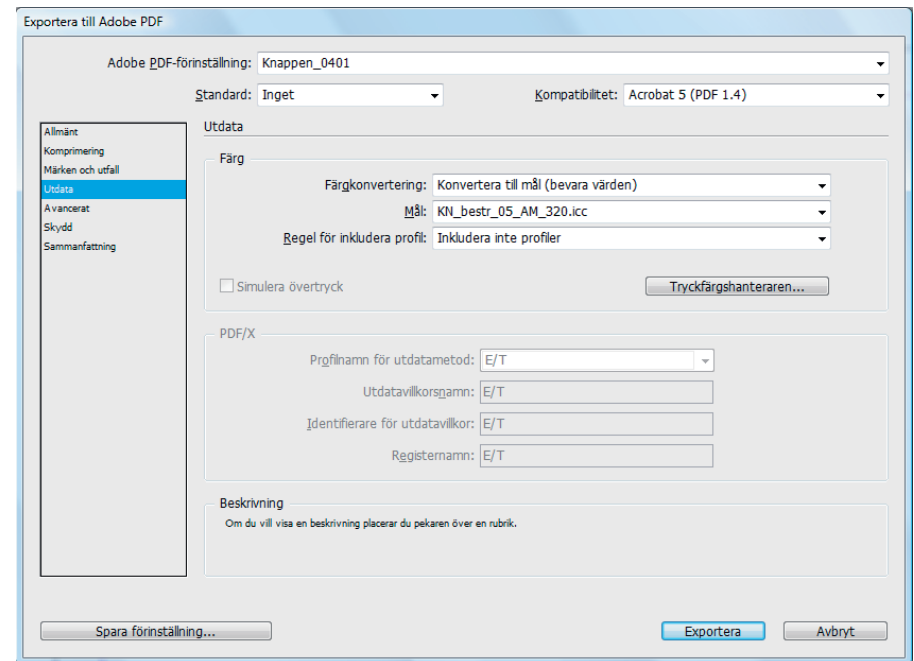 Exportera till Adobe PDF
Adobe PDF-förinställning: Knappen_0401
Standard: Inget Kompatibilitet: Acrobat 5 (PDF 1.4)
Allmänt
Komprimering
Märken och utfall
Utdata
Avancerat
Skydd
Sammanfattning
Utdata
Färg
Färgkonvertering: Konvertera till mål (bevara värden)
Mål: KN_bestr_05_AM_320.icc
Regel för inkludera profil: Inkludera inte profiler
Simulera övertryck Tryckfärgshanteraren...
PDF/X
Profilnamn för utdatametod: E/T
Utdatavillkorsnamn: E/T
Identifierare för utdatavillkor: E/T
Registernamn: E/T
Beskrivning
Om du vill visa en beskrivning placerar du pekaren över en rubrik.
Spara förinställning... Exportera Avbryt